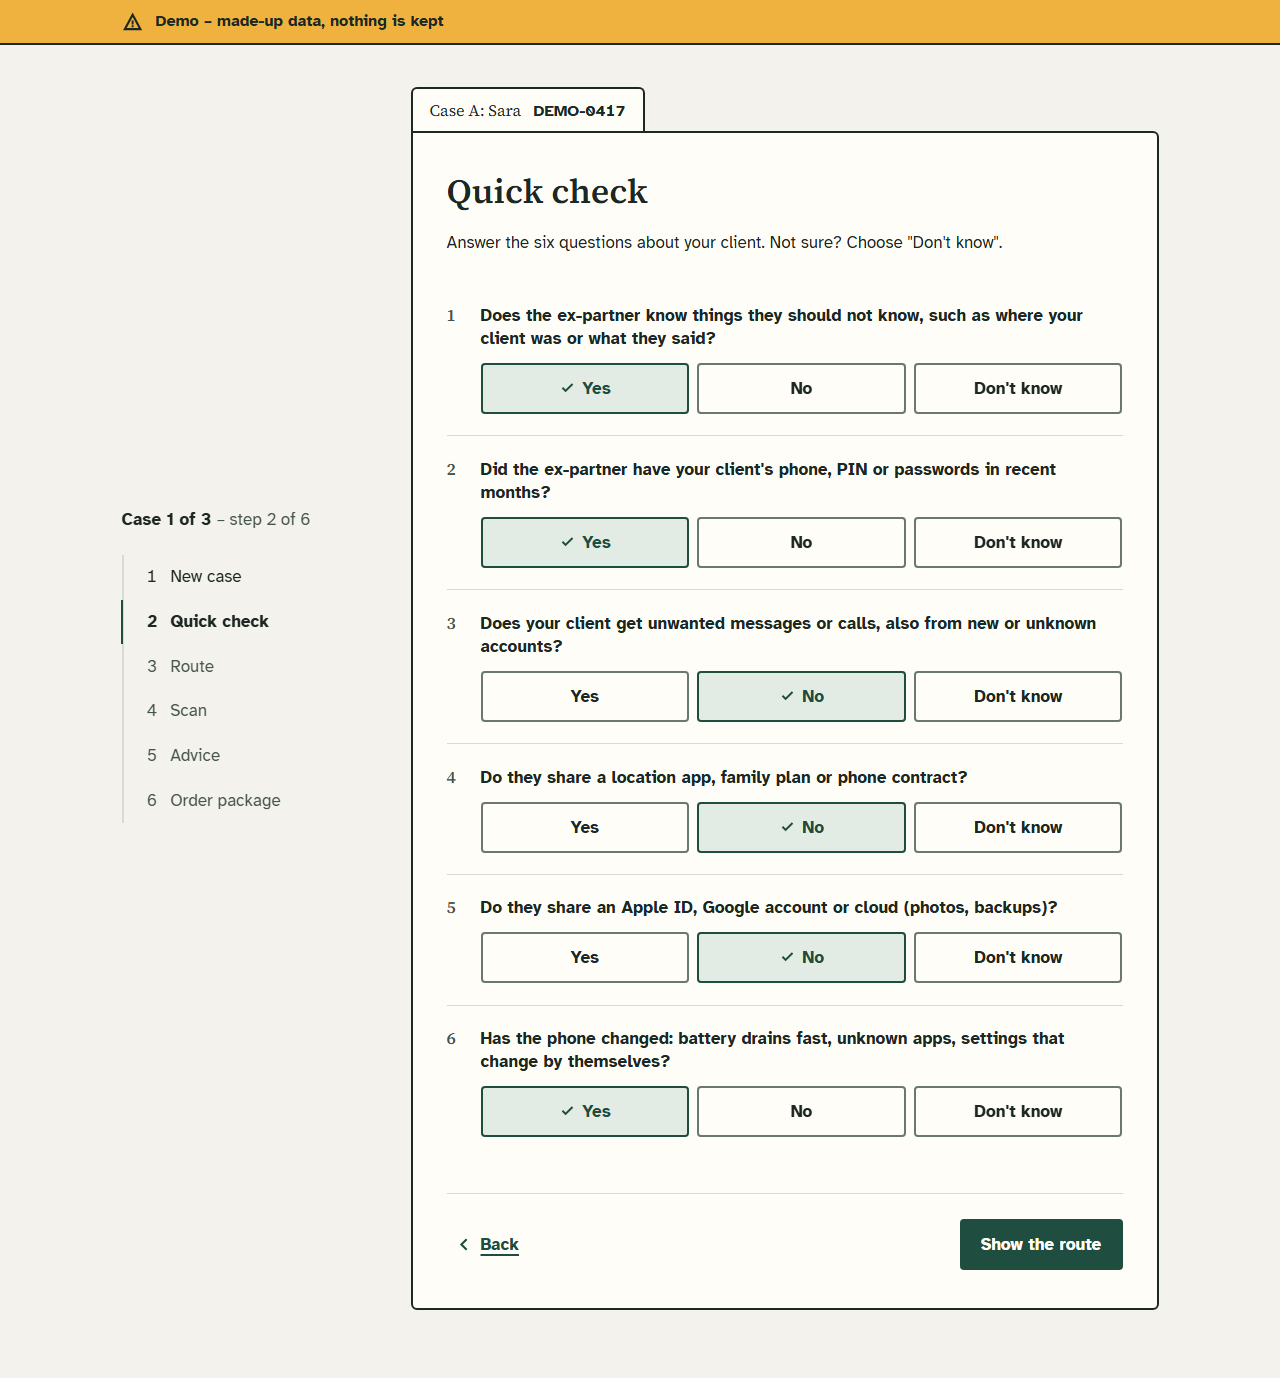 Demo – made-up data, nothing is kept
Case A: Sara DEMO-0417
Quick check
Answer the six questions about your client. Not sure? Choose "Don't know".
1 Does the ex-partner know things they should not know, such as where your
client was or what they said?
Yes No Don't know
2 Did the ex-partner have your client's phone, PIN or passwords in recent
months?
Yes No Don't know
3 Does your client get unwanted messages or calls, also from new or unknown
accounts?
Yes No Don't know
4 Do they share a location app, family plan or phone contract?
Yes No Don't know
5 Do they share an Apple ID, Google account or cloud (photos, backups)?
Yes No Don't know
6 Has the phone changed: battery drains fast, unknown apps, settings that
change by themselves?
Yes No Don't know
Back Show the route
Case 1 of 3 – step 2 of 6
1 New case
2 Quick check
3 Route
4 Scan
5 Advice
6 Order package